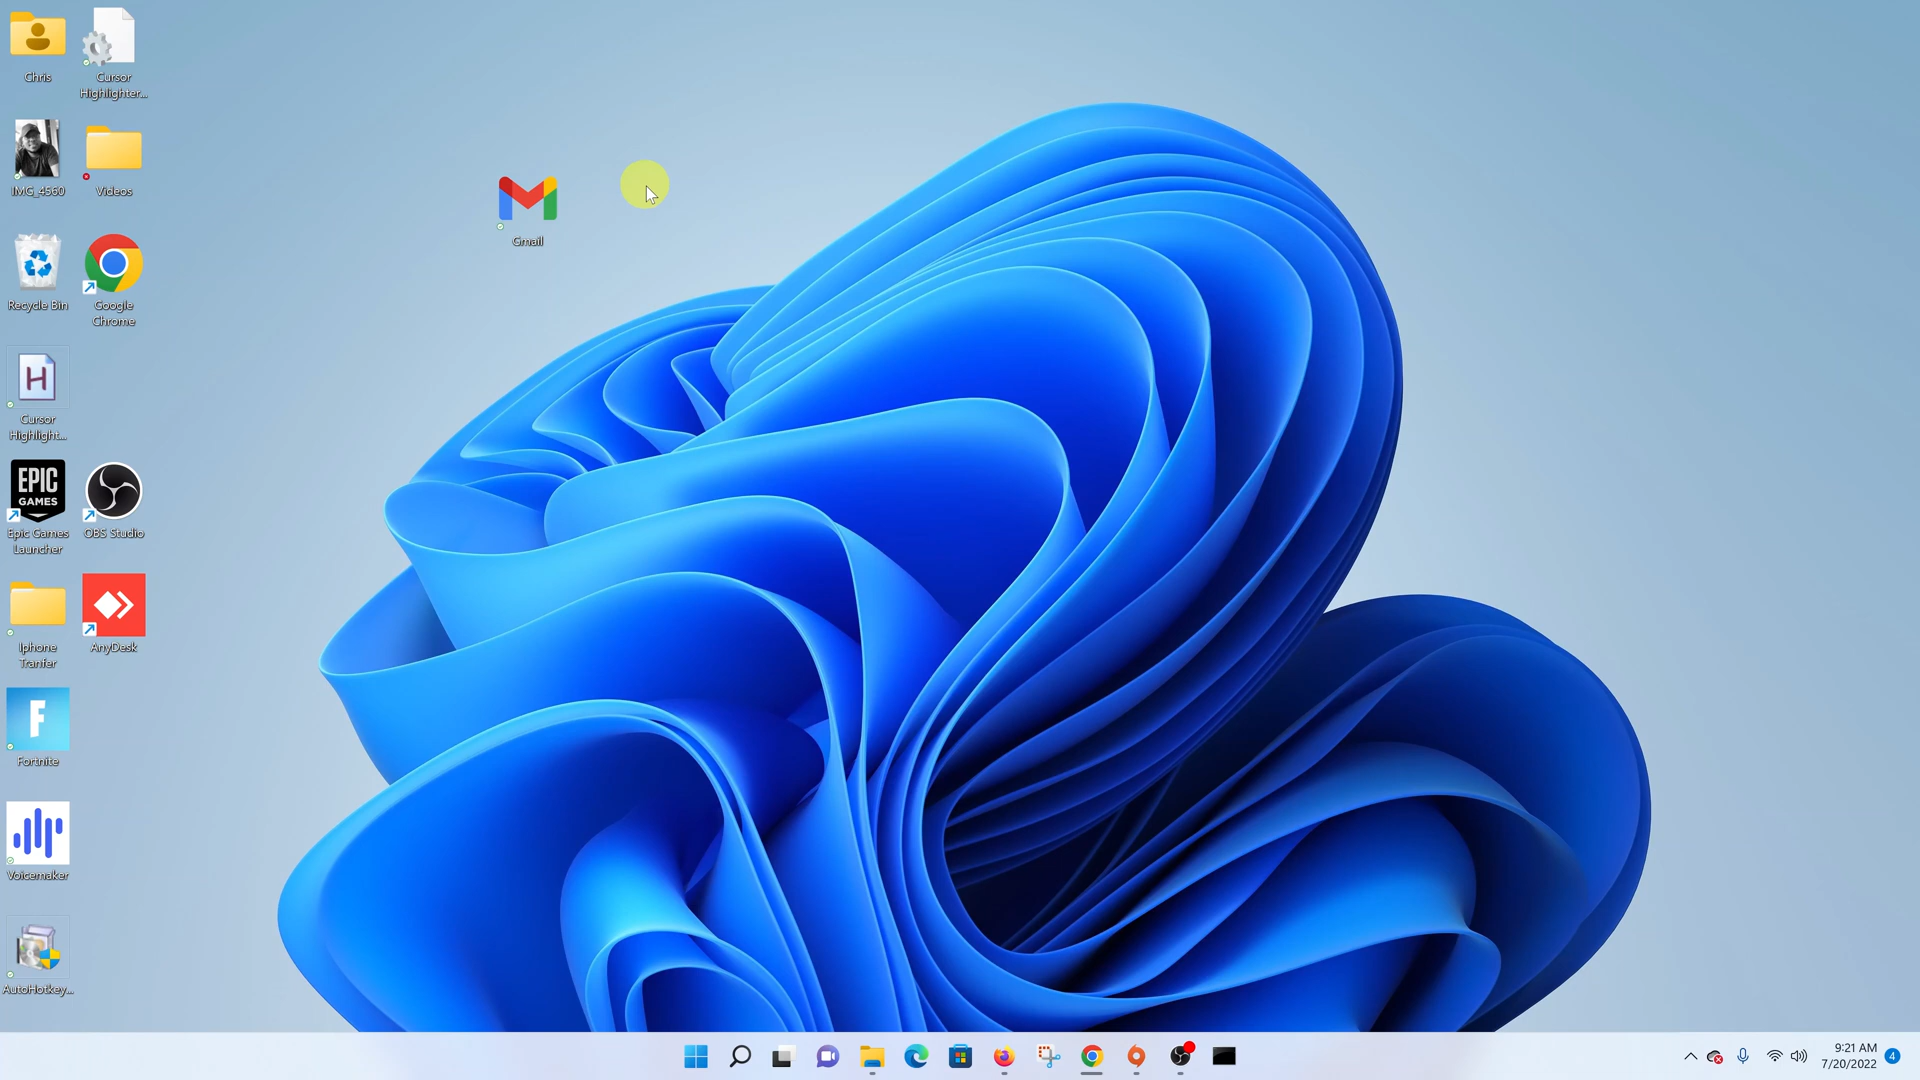 Chris
Cursor
Highlighter...
IMG_4560
Videos
Recycle Bin
Google
Chrome
H
Cursor
Highlight...
EPIC
GAMES
Epic Games
Launcher
OBS Studio
Iphone
Tranfer
AnyDesk
F
Fortnite
Voicemaker
AutoHotkey...
Gmail
9:21 AM
7/20/2022
4